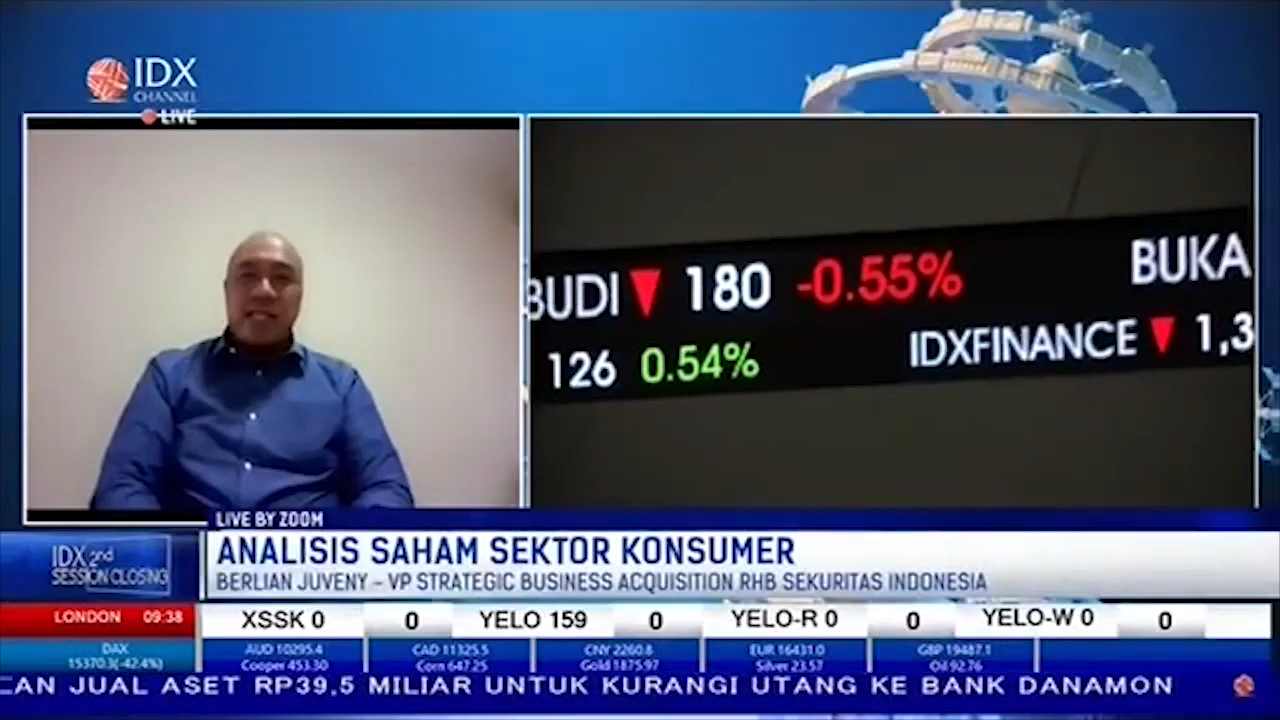 IDX
CHANNEL
LIVE
BUDI ▼ 180 -0.55%
BUKA
126 0.54%
IDXFINANCE ▼ 1,3
LIVE BY ZOOM
IDX 2nd
SESSION CLOSING
ANALISIS SAHAM SEKTOR KONSUMER
BERLIAN JUVENY – VP STRATEGIC BUSINESS ACQUISITION RHB SEKURITAS INDONESIA
LONDON 09:38
XSSK 0 0 YELO 159 0 YELO-R 0 0 YELO-W 0 0
DAX
15370.3(-42.4%)
AUD 10295.4 CAD 11325.5 CNY 2260.8 EUR 16431.0 GBP 19487.1
Cooper 453.30 Corn 647.25 Gold 1875.97 Silver 23.57 Oil 92.76
CAN JUAL ASET RP39,5 MILIAR UNTUK KURANGI UTANG KE BANK DANAMON